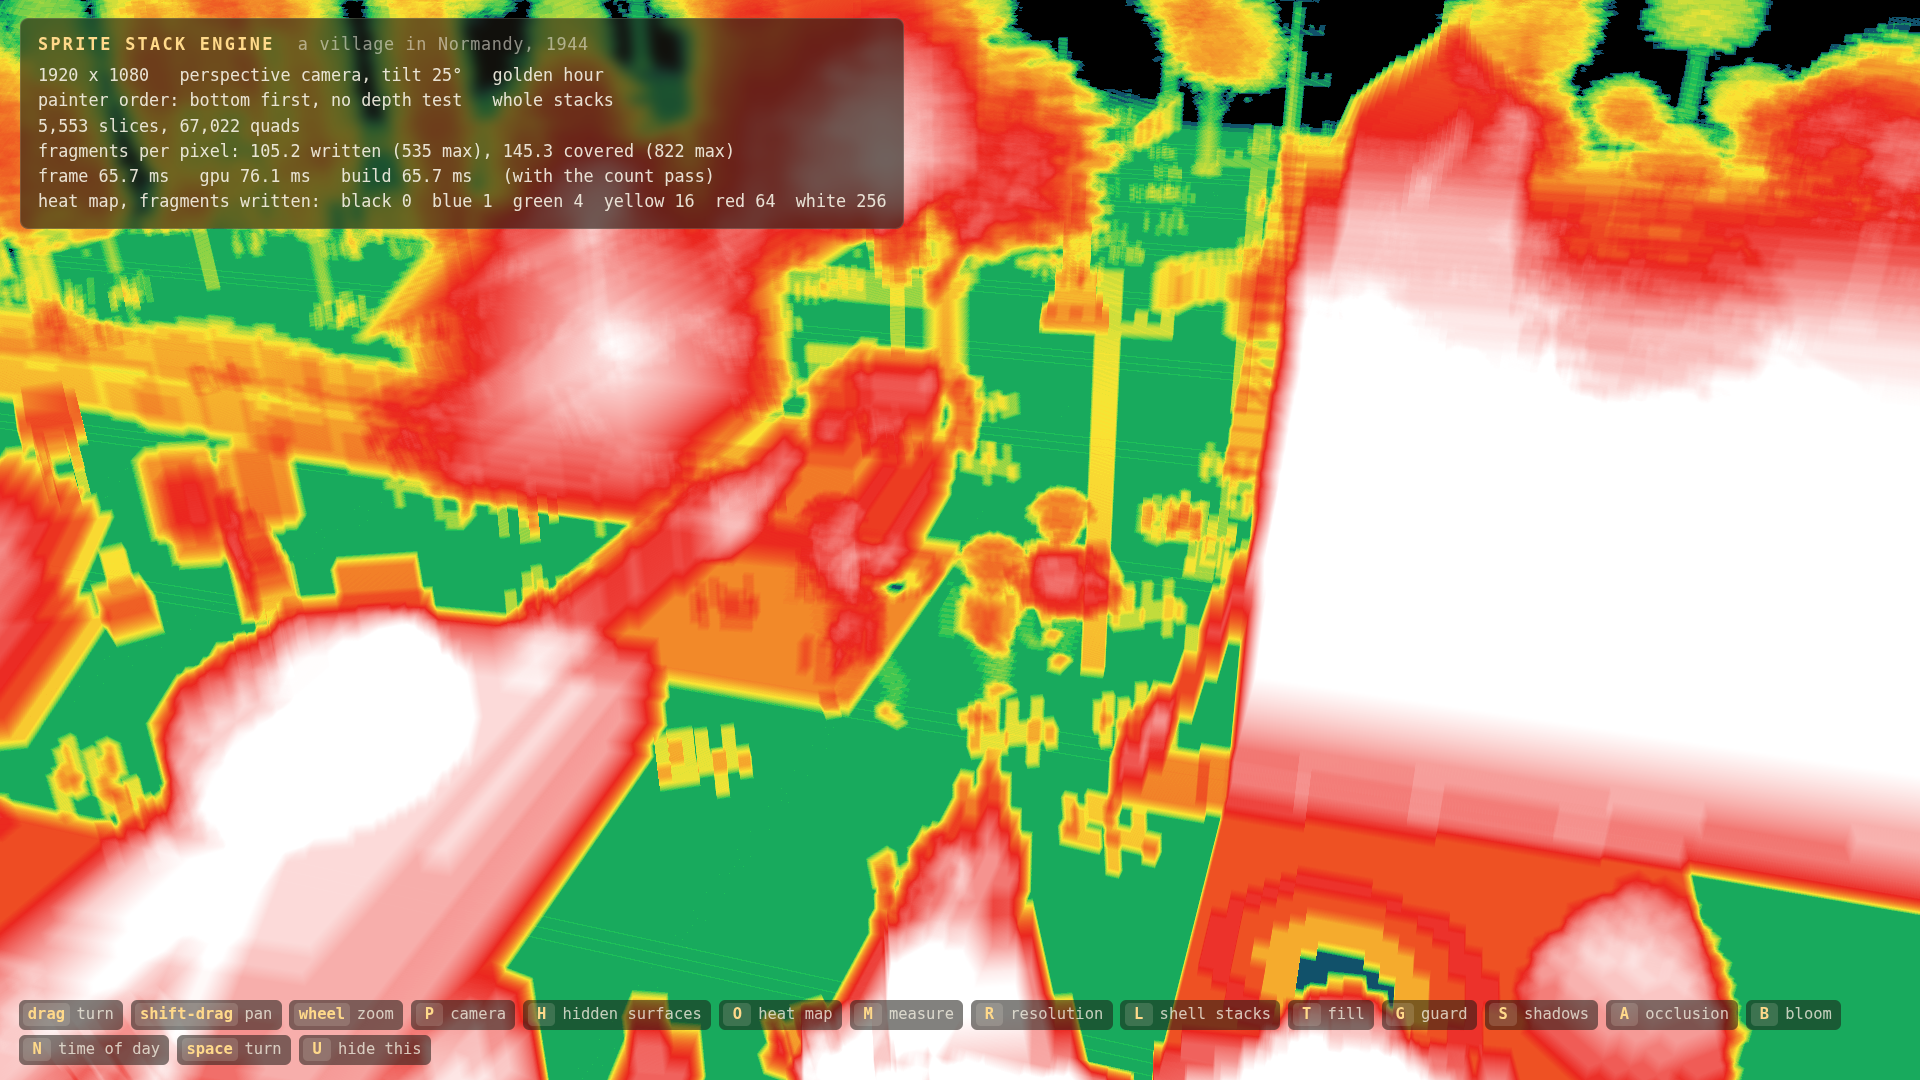 SPRITE STACK ENGINE a village in Normandy, 1944
1920 x 1080 perspective camera, tilt 25° golden hour
painter order: bottom first, no depth test whole stacks
5,553 slices, 67,022 quads
fragments per pixel: 105.2 written (535 max), 145.3 covered (822 max)
frame 65.7 ms gpu 76.1 ms build 65.7 ms (with the count pass)
heat map, fragments written: black 0 blue 1 green 4 yellow 16 red 64 white 256
drag turn shift-drag pan wheel zoom P camera H hidden surfaces O heat map M measure R resolution L shell stacks T fill G guard S shadows A occlusion B bloom
N time of day space turn U hide this